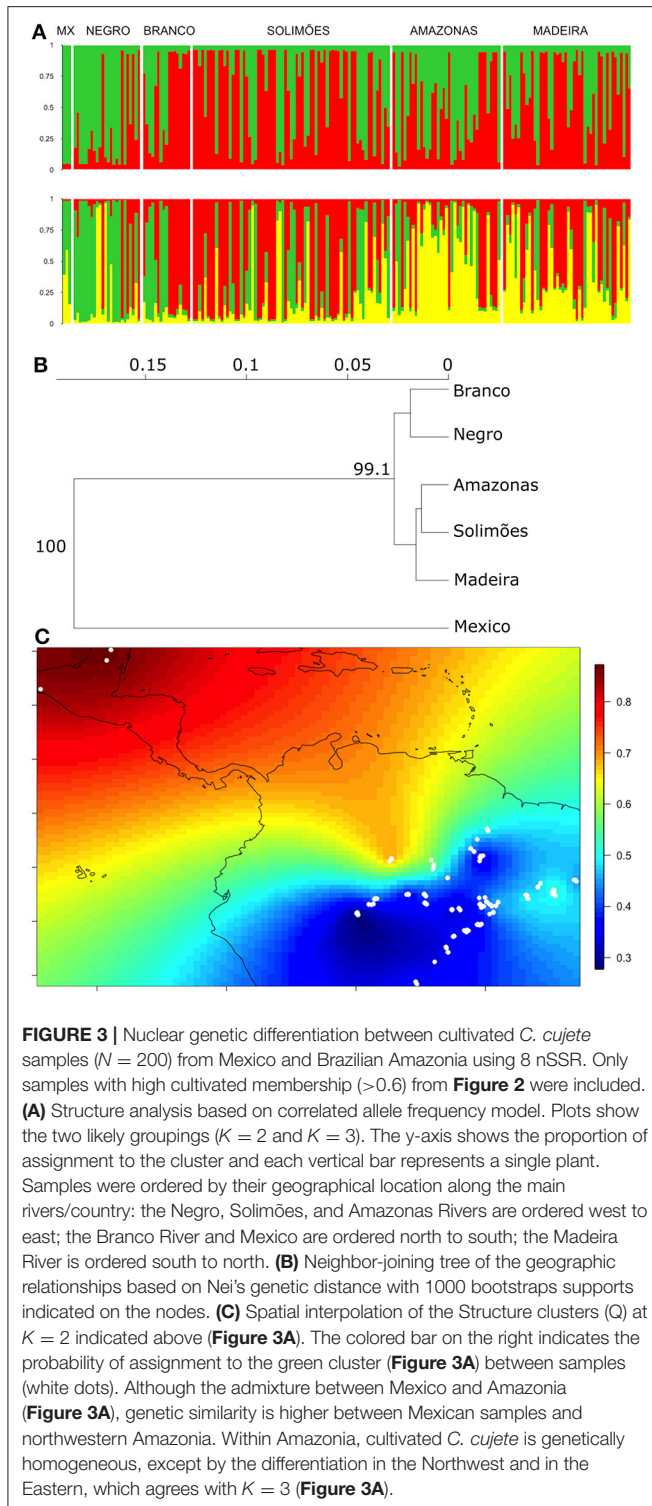 A
MX NEGRO BRANCO SOLIMÕES AMAZONAS MADEIRA
1
0.75
0.5
0.25
0
1
0.75
0.5
0.25
0
B
0.15 0.1 0.05 0
Branco
Negro
99.1
Amazonas
Solimões
100
Madeira
Mexico
C
0.8
0.7
0.6
0.5
0.4
0.3
FIGURE 3 | Nuclear genetic differentiation between cultivated C. cujete
samples (N = 200) from Mexico and Brazilian Amazonia using 8 nSSR. Only
samples with high cultivated membership (>0.6) from Figure 2 were included.
(A) Structure analysis based on correlated allele frequency model. Plots show
the two likely groupings (K = 2 and K = 3). The y-axis shows the proportion of
assignment to the cluster and each vertical bar represents a single plant.
Samples were ordered by their geographical location along the main
rivers/country: the Negro, Solimões, and Amazonas Rivers are ordered west to
east; the Branco River and Mexico are ordered north to south; the Madeira
River is ordered south to north. (B) Neighbor-joining tree of the geographic
relationships based on Nei's genetic distance with 1000 bootstraps supports
indicated on the nodes. (C) Spatial interpolation of the Structure clusters (Q) at
K = 2 indicated above (Figure 3A). The colored bar on the right indicates the
probability of assignment to the green cluster (Figure 3A) between samples
(white dots). Although the admixture between Mexico and Amazonia
(Figure 3A), genetic similarity is higher between Mexican samples and
northwestern Amazonia. Within Amazonia, cultivated C. cujete is genetically
homogeneous, except by the differentiation in the Northwest and in the
Eastern, which agrees with K = 3 (Figure 3A).